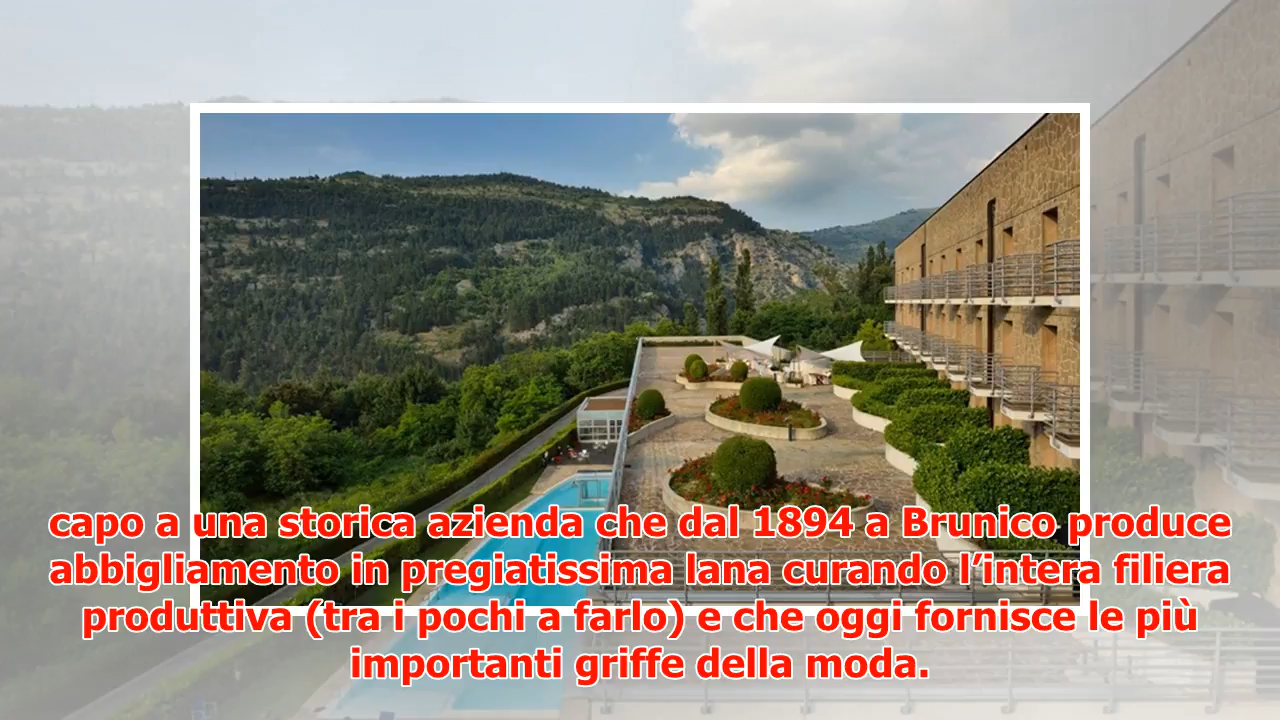 capo a una storica azienda che dal 1894 a Brunico produce
abbigliamento in pregiatissima lana curando l’intera filiera
produttiva (tra i pochi a farlo) e che oggi fornisce le più
importanti griffe della moda.